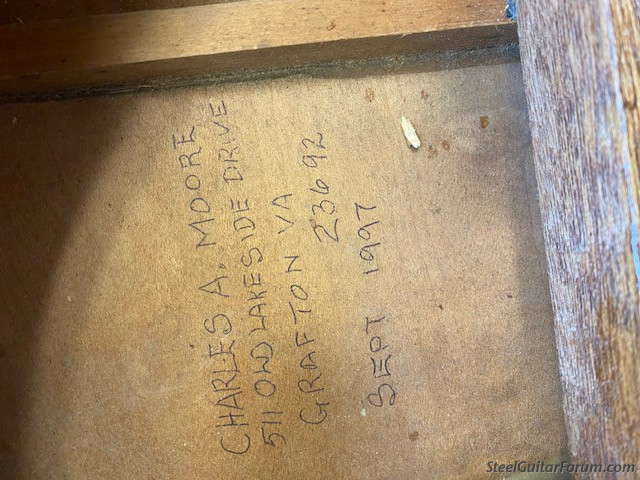 CHARLES A. MOORE
511 OLD LAKESIDE DRIVE
GRAFTON VA
23692
SEPT 1997
SteelGuitarForum.com